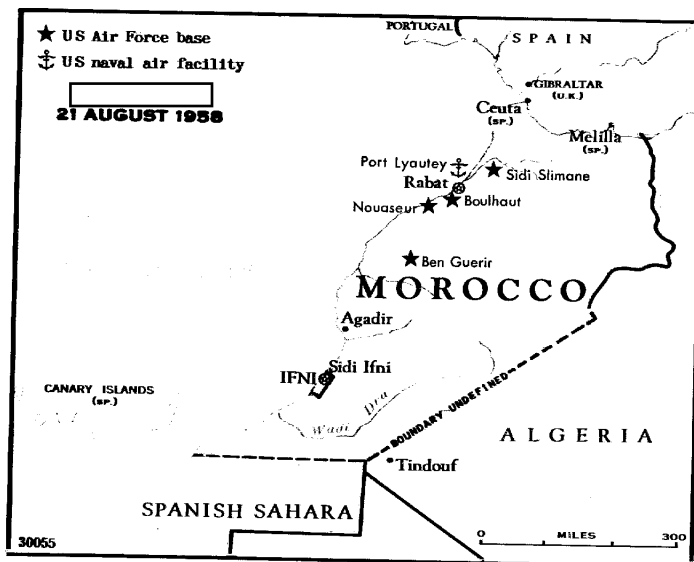 PORTUGAL
SPAIN
US Air Force base
US naval air facility
21 AUGUST 1958
GIBRALTAR
(U.K.)
Ceuta
(SP.)
Melilla
(SP.)
Port Lyautey
Sidi Slimane
Rabat
Boulhaut
Nouaseur
Ben Guerir
MOROCCO
Agadir
Sidi Ifni
IFNI
CANARY ISLANDS
(SP.)
Wadi Dra
BOUNDARY UNDEFINED
ALGERIA
Tindouf
SPANISH SAHARA
30055
0 MILES 300